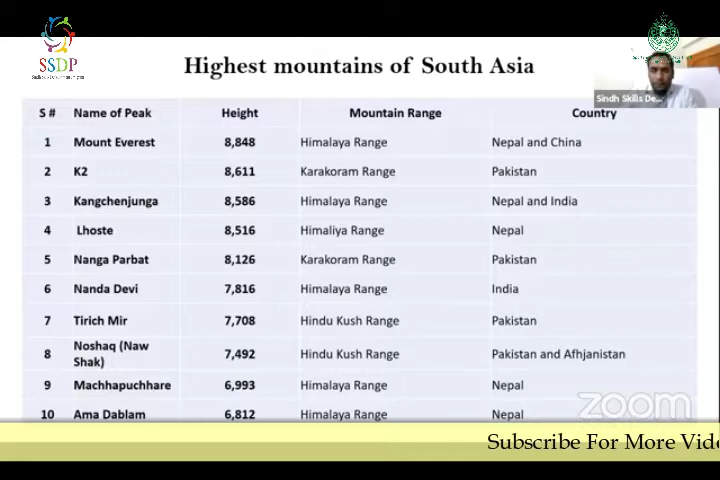 SSDP
Highest mountains of South Asia
Sindh Skills De...
S # Name of Peak Height Mountain Range Country
1 Mount Everest 8,848 Himalaya Range Nepal and China
2 K2 8,611 Karakoram Range Pakistan
3 Kangchenjunga 8,586 Himalaya Range Nepal and India
4 Lhoste 8,516 Himaliya Range Nepal
5 Nanga Parbat 8,126 Karakoram Range Pakistan
6 Nanda Devi 7,816 Himalaya Range India
7 Tirich Mir 7,708 Hindu Kush Range Pakistan
8 Noshaq (Naw Shak) 7,492 Hindu Kush Range Pakistan and Afhjanistan
9 Machhapuchhare 6,993 Himalaya Range Nepal
10 Ama Dablam 6,812 Himalaya Range Nepal
zoom
Subscribe For More Vide